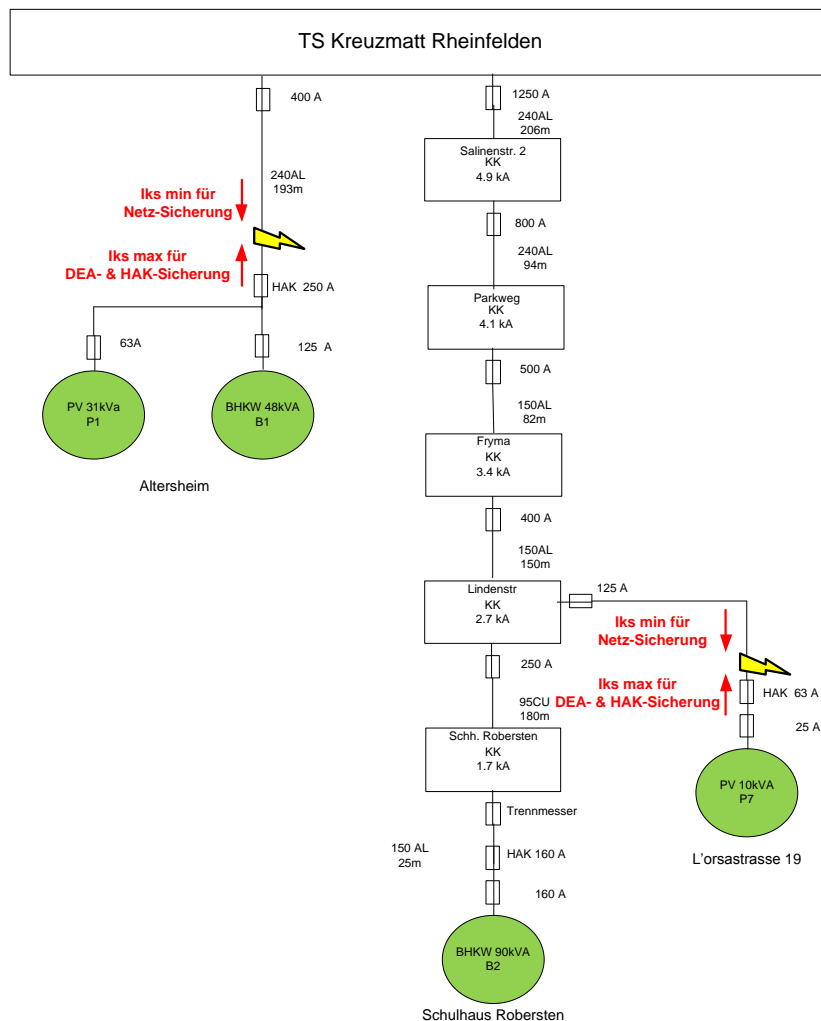 TS Kreuzmatt Rheinfelden
400 A
240AL
193m
Iks min für
Netz-Sicherung
Iks max für
DEA- & HAK-Sicherung
HAK 250 A
63A
125 A
PV 31kVa
P1
BHKW 48kVA
B1
Altersheim
1250 A
240AL
206m
Salinenstr. 2
KK
4.9 kA
800 A
240AL
94m
Parkweg
KK
4.1 kA
500 A
150AL
82m
Fryma
KK
3.4 kA
400 A
150AL
150m
Lindenstr
KK
2.7 kA
125 A
Iks min für
Netz-Sicherung
Iks max für
DEA- & HAK-Sicherung
HAK 63 A
25 A
PV 10kVA
P7
L'orsastrasse 19
250 A
95CU
180m
Schh. Robersten
KK
1.7 kA
Trennmesser
150 AL
25m
HAK 160 A
160 A
BHKW 90kVA
B2
Schulhaus Robersten